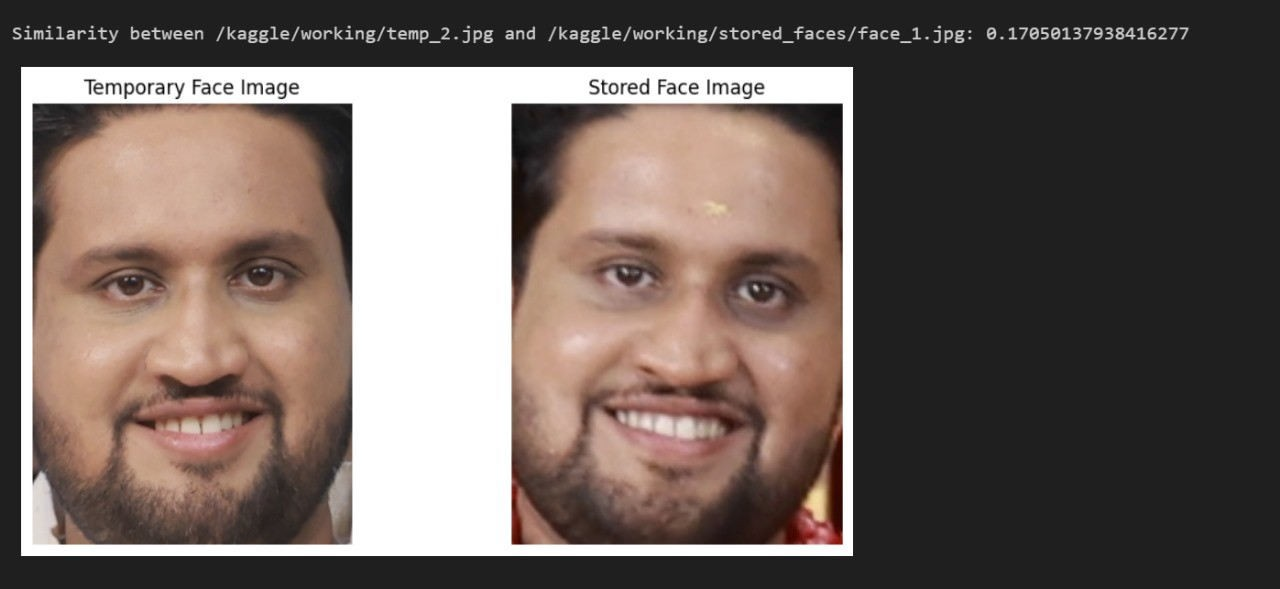 Similarity between /kaggle/working/temp_2.jpg and /kaggle/working/stored_faces/face_1.jpg: 0.17050137938416277
Temporary Face Image
Stored Face Image